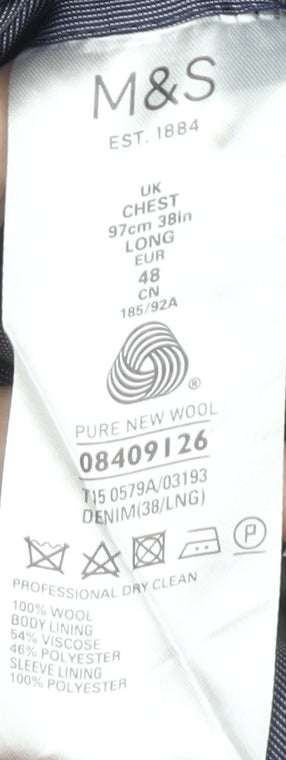 M&S
EST. 1884
UK
CHEST
97cm 38in
LONG
EUR
48
CN
185/92A
®
PURE NEW WOOL
08409126
T15 0579A/03193
DENIM(38/LNG)
P
PROFESSIONAL DRY CLEAN
100% WOOL
BODY LINING
54% VISCOSE
46% POLYESTER
SLEEVE LINING
100% POLYESTER